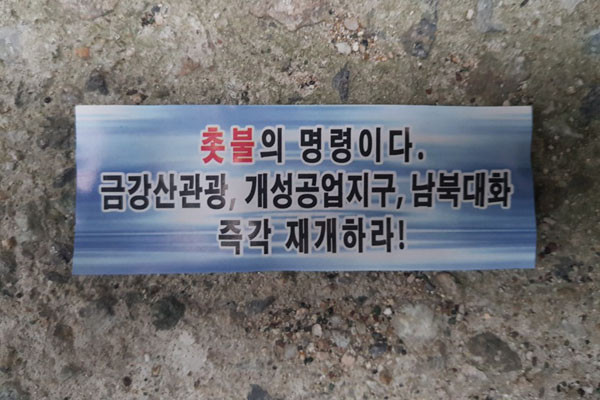 촛불의 명령이다.
금강산관광, 개성공업지구, 남북대화
즉각 재개하라!